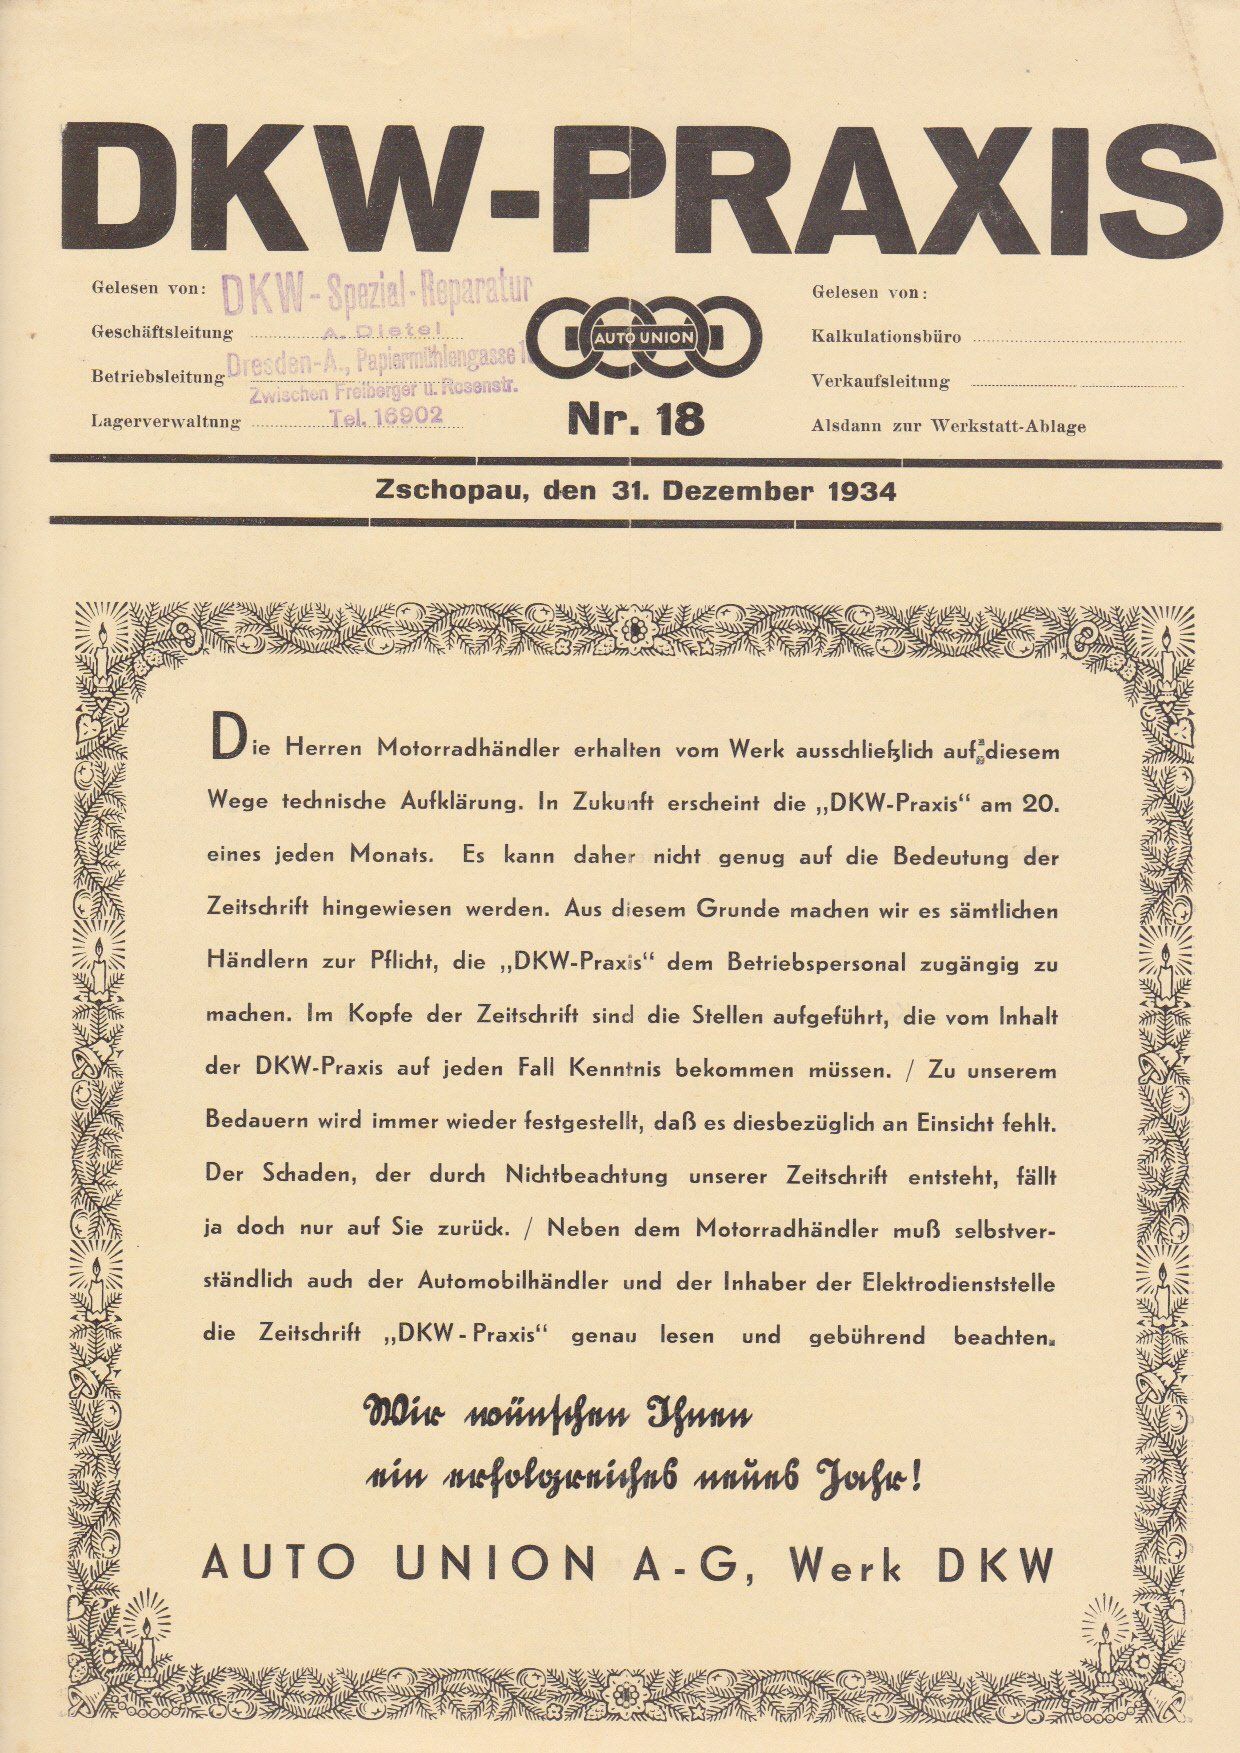 DKW-PRAXIS
Gelesen von:
Geschäftsleitung
Betriebsleitung
Lagerverwaltung
DKW-Spezial-Reparatur
A. Dietel
Dresden-A., Papiermühlengasse
Zwischen Freiberger u. Rosenstr.
Tel. 16902
AUTO UNION
Nr. 18
Gelesen von:
Kalkulationsbüro
Verkaufsleitung
Alsdann zur Werkstatt-Ablage
Zschopau, den 31. Dezember 1934
Die Herren Motorradhändler erhalten vom Werk ausschließlich auf diesem
Wege technische Aufklärung. In Zukunft erscheint die „DKW-Praxis“ am 20.
eines jeden Monats. Es kann daher nicht genug auf die Bedeutung der
Zeitschrift hingewiesen werden. Aus diesem Grunde machen wir es sämtlichen
Händlern zur Pflicht, die „DKW-Praxis“ dem Betriebspersonal zugängig zu
machen. Im Kopfe der Zeitschrift sind die Stellen aufgeführt, die vom Inhalt
der DKW-Praxis auf jeden Fall Kenntnis bekommen müssen. / Zu unserem
Bedauern wird immer wieder festgestellt, daß es diesbezüglich an Einsicht fehlt.
Der Schaden, der durch Nichtbeachtung unserer Zeitschrift entsteht, fällt
ja doch nur auf Sie zurück. / Neben dem Motorradhändler muß selbstver-
ständlich auch der Automobilhändler und der Inhaber der Elektrodienststelle
die Zeitschrift „DKW-Praxis“ genau lesen und gebührend beachten.
Wir wünschen Ihnen
ein erfolgreiches neues Jahr!
AUTO UNION A-G, Werk DKW